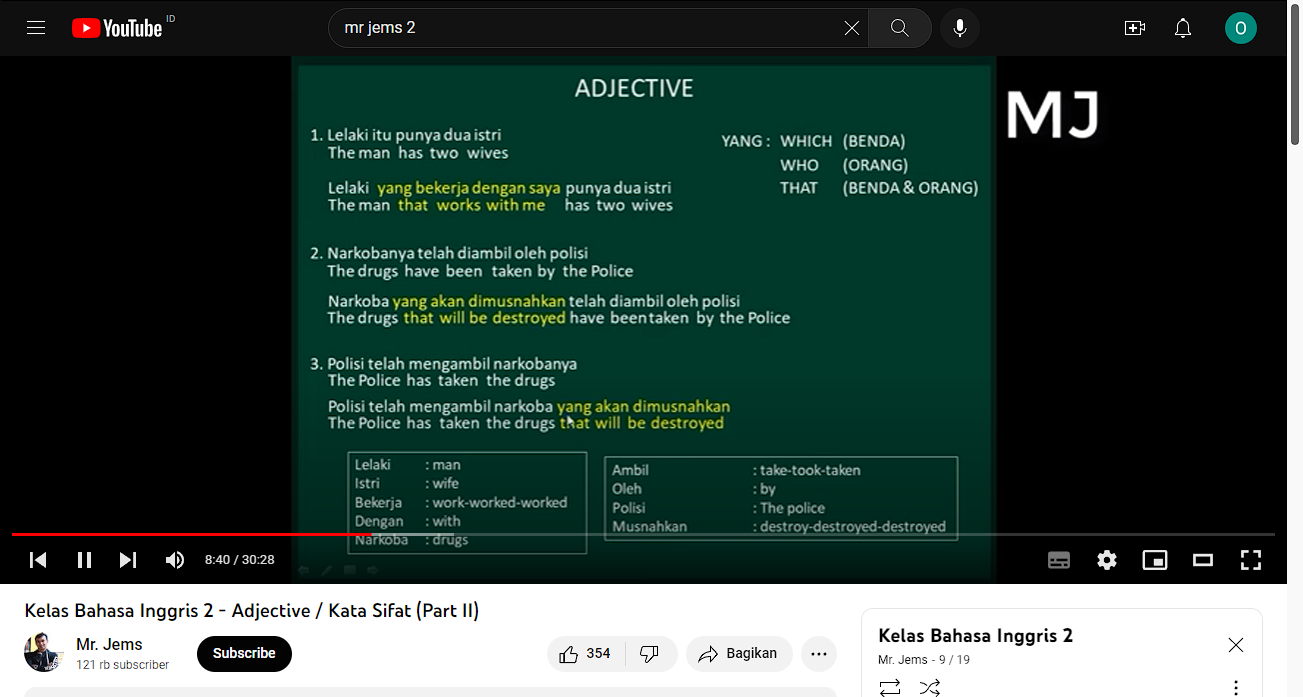 YouTube ID
mr jems 2
O
ADJECTIVE
MJ
1. Lelaki itu punya dua istri
The man has two wives
Lelaki yang bekerja dengan saya punya dua istri
The man that works with me has two wives
YANG : WHICH (BENDA)
WHO (ORANG)
THAT (BENDA & ORANG)
2. Narkobanya telah diambil oleh polisi
The drugs have been taken by the Police
Narkoba yang akan dimusnahkan telah diambil oleh polisi
The drugs that will be destroyed have been taken by the Police
3. Polisi telah mengambil narkobanya
The Police has taken the drugs
Polisi telah mengambil narkoba yang akan dimusnahkan
The Police has taken the drugs that will be destroyed
Lelaki : man
Istri : wife
Bekerja : work-worked-worked
Dengan : with
Narkoba : drugs
Ambil : take-took-taken
Oleh : by
Polisi : The police
Musnahkan : destroy-destroyed-destroyed
8:40 / 30:28
Kelas Bahasa Inggris 2 - Adjective / Kata Sifat (Part II)
Mr. Jems
121 rb subscriber
Subscribe
354
Bagikan
Kelas Bahasa Inggris 2
Mr. Jems - 9 / 19